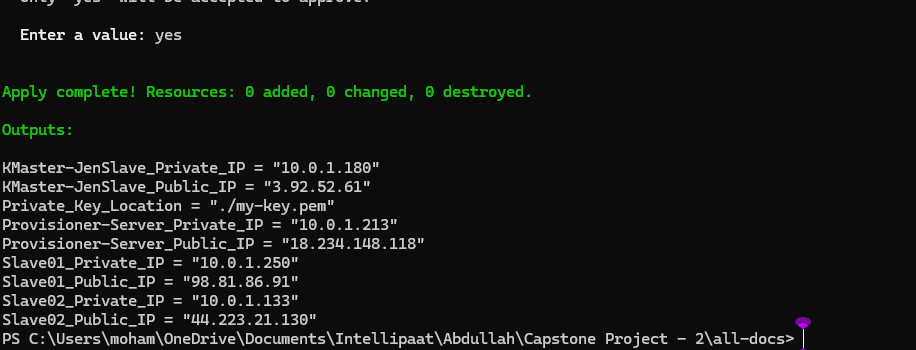 Only 'yes' will be accepted to approve.
Enter a value: yes
Apply complete! Resources: 0 added, 0 changed, 0 destroyed.
Outputs:
KMaster-JenSlave_Private_IP = "10.0.1.180"
KMaster-JenSlave_Public_IP = "3.92.52.61"
Private_Key_Location = "./my-key.pem"
Provisioner-Server_Private_IP = "10.0.1.213"
Provisioner-Server_Public_IP = "18.234.148.118"
Slave01_Private_IP = "10.0.1.250"
Slave01_Public_IP = "98.81.86.91"
Slave02_Private_IP = "10.0.1.133"
Slave02_Public_IP = "44.223.21.130"
PS C:\Users\moham\OneDrive\Documents\Intellipaat\Abdullah\Capstone Project - 2\all-docs>